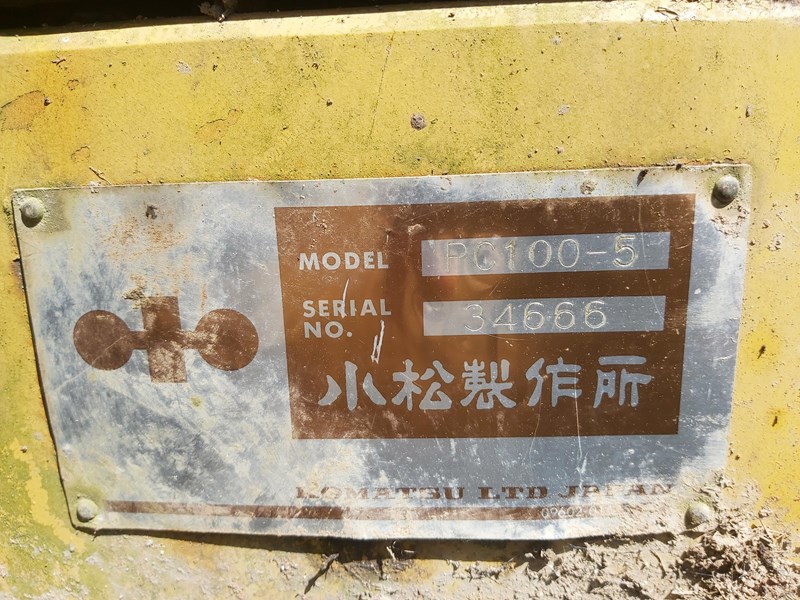 MODEL PC100-5
SERIAL NO. 34666
小松製作所
KOMATSU LTD JAPAN